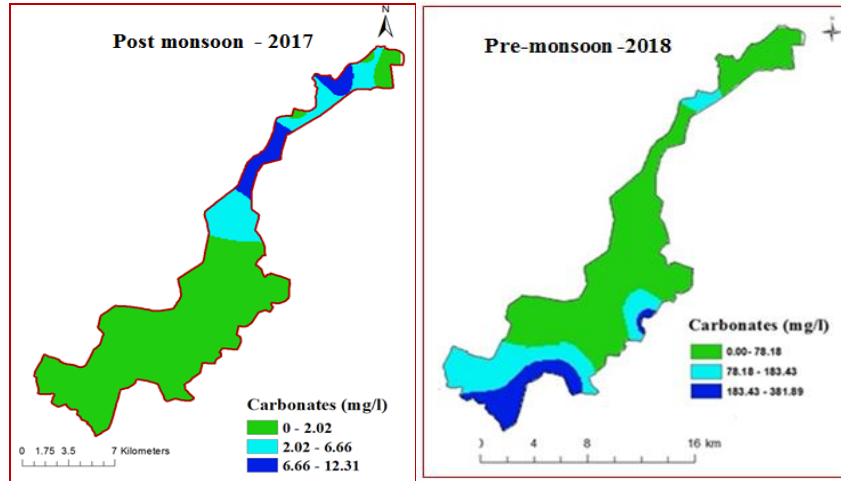 N
Post monsoon - 2017
Carbonates (mg/l)
0 - 2.02
2.02 - 6.66
6.66 - 12.31
0 1.75 3.5 7 Kilometers
Pre-monsoon -2018
Carbonates (mg/l)
0.00- 78.18
78.18 - 183.43
183.43 - 381.89
0 4 8 16 km